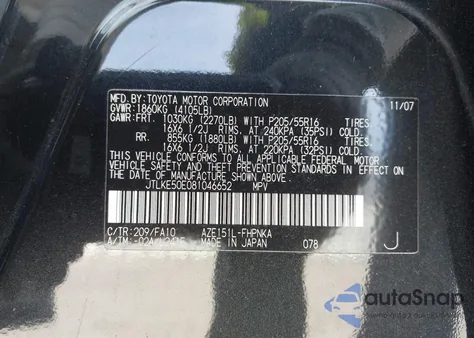 MFD. BY: TOYOTA MOTOR CORPORATION 11/07
GVWR: 1860KG (4105LB)
GAWR: FRT. 1030KG (2270LB) WITH P205/55R16 TIRES
16X6 1/2J RIMS, AT 240KPA (35PSI) COLD.
RR. 855KG (1880LB) WITH P205/55R16 TIRES
16X6 1/2J RIMS, AT 220KPA (32PSI) COLD.
THIS VEHICLE CONFORMS TO ALL APPLICABLE FEDERAL
MOTOR VEHICLE SAFETY STANDARDS IN EFFECT ON THE
DATE OF MANUFACTURE SHOWN ABOVE.
JTLKE50E081046652 MPV
C/TR: 209/FA10 AZE151L-FHPNKA
A/TM: MADE IN JAPAN 078 J
autoSnap